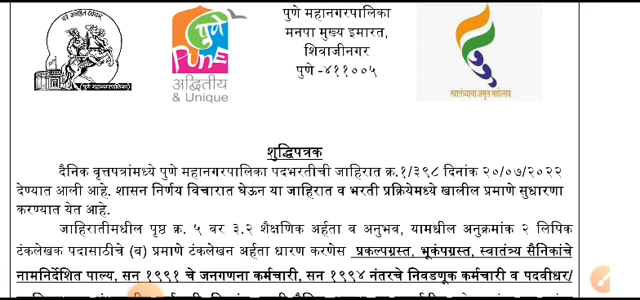 पुणे महानगरपालिका
मनपा मुख्य इमारत,
शिवाजीनगर
पुणे -४११००५
पुणे
PUNE
अद्वितीय
& Unique
(पुणे महानगरपालिका)
स्वातंत्र्याचा अमृत महोत्सव
शुद्धिपत्रक
दैनिक वृत्तपत्रांमध्ये पुणे महानगरपालिका पदभरतीची जाहिरात क्र.१/३९८ दिनांक २०/०७/२०२२
देण्यात आली आहे. शासन निर्णय विचारात घेऊन या जाहिरात व भरती प्रक्रियेमध्ये खालील प्रमाणे सुधारणा
करण्यात येत आहे.
जाहिरातीमधील पृष्ठ क्र. ५ वर ३.२ शैक्षणिक अर्हता व अनुभव, यामधील अनुक्रमांक २ लिपिक
टंकलेखक पदासाठीचे (ब) प्रमाणे टंकलेखन अर्हता धारण करणेस प्रकल्पग्रस्त, भूकंपग्रस्त, स्वातंत्र्य सैनिकांचे
नामनिर्देशित पाल्य, सन १९९१ चे जनगणना कर्मचारी, सन १९९४ नंतरचे निवडणूक कर्मचारी व पदवीधर/